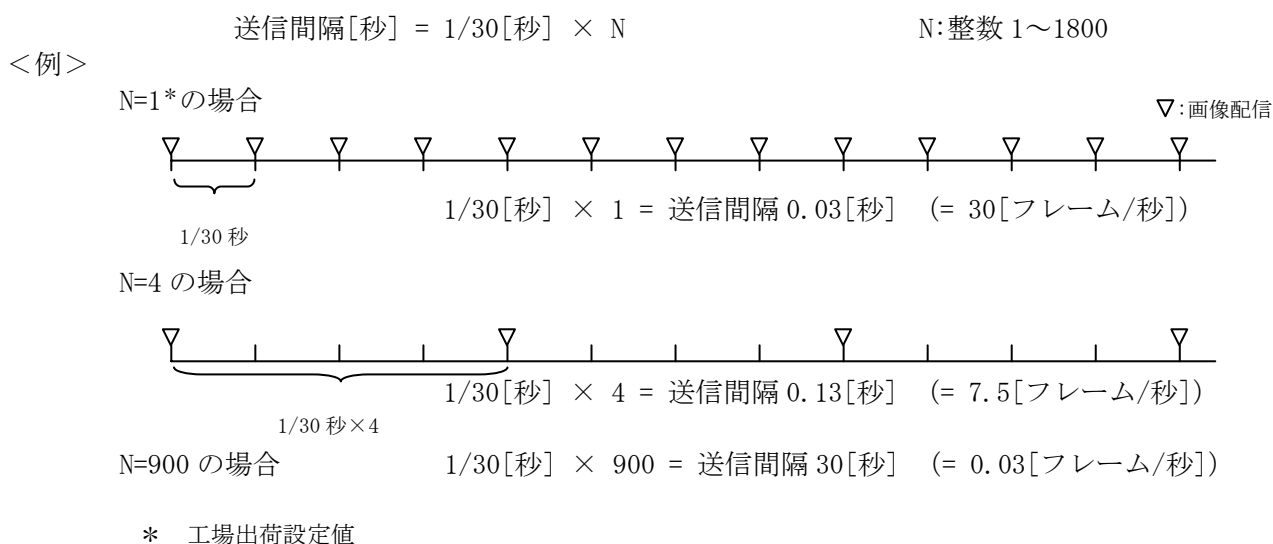 送信間隔[秒] = 1/30[秒] × N N:整数 1～1800
＜例＞
N=1*の場合
▽:画像配信
1/30[秒] × 1 = 送信間隔 0.03[秒] (= 30[フレーム/秒])
1/30 秒
N=4 の場合
1/30[秒] × 4 = 送信間隔 0.13[秒] (= 7.5[フレーム/秒])
1/30 秒×4
N=900 の場合 1/30[秒] × 900 = 送信間隔 30[秒] (= 0.03[フレーム/秒])
* 工場出荷設定値